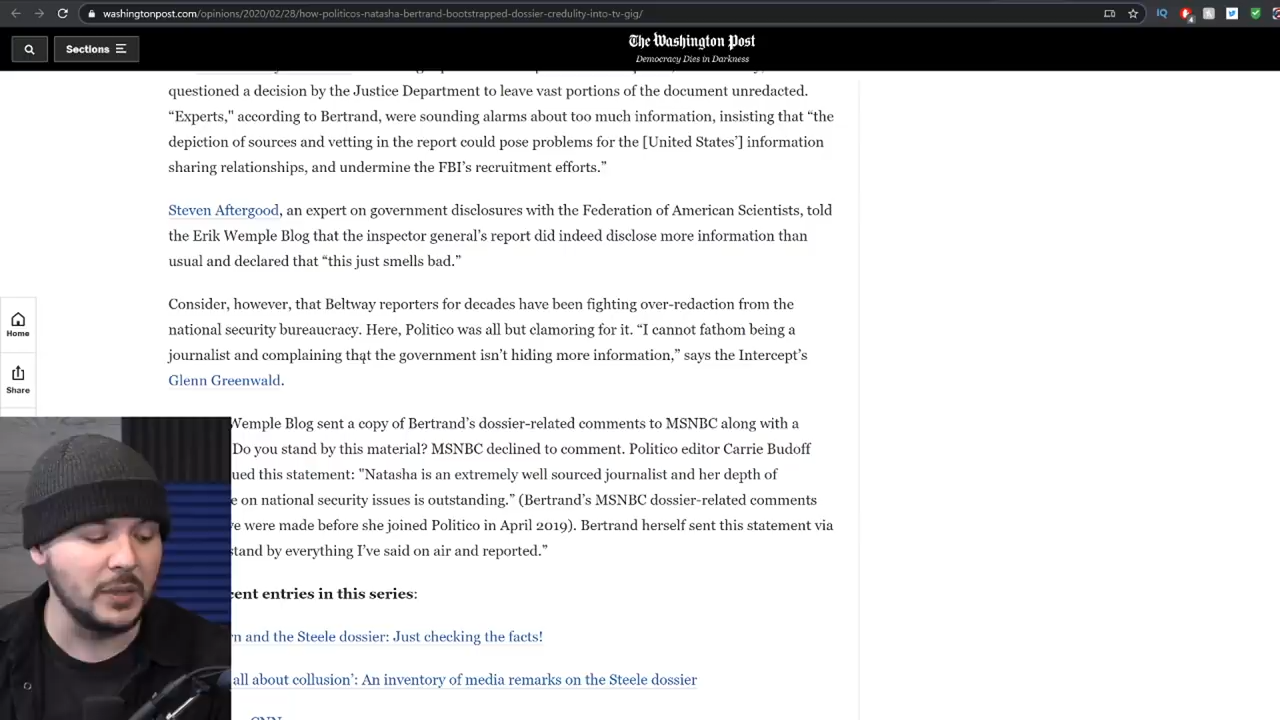 washingtonpost.com/opinions/2020/02/28/how-politicos-natasha-bertrand-bootstrapped-dossier-credulity-into-tv-gig/
Sections
The Washington Post
Democracy Dies in Darkness
questioned a decision by the Justice Department to leave vast portions of the document unredacted.
“Experts," according to Bertrand, were sounding alarms about too much information, insisting that “the
depiction of sources and vetting in the report could pose problems for the [United States’] information
sharing relationships, and undermine the FBI’s recruitment efforts.”
Steven Aftergood, an expert on government disclosures with the Federation of American Scientists, told
the Erik Wemple Blog that the inspector general’s report did indeed disclose more information than
usual and declared that “this just smells bad.”
Consider, however, that Beltway reporters for decades have been fighting over-redaction from the
national security bureaucracy. Here, Politico was all but clamoring for it. “I cannot fathom being a
journalist and complaining that the government isn’t hiding more information,” says the Intercept’s
Glenn Greenwald.
Home
Share
Wemple Blog sent a copy of Bertrand’s dossier-related comments to MSNBC along with a
Do you stand by this material? MSNBC declined to comment. Politico editor Carrie Budoff
ued this statement: "Natasha is an extremely well sourced journalist and her depth of
e on national security issues is outstanding.” (Bertrand’s MSNBC dossier-related comments
ve were made before she joined Politico in April 2019). Bertrand herself sent this statement via
stand by everything I’ve said on air and reported.”
cent entries in this series:
rn and the Steele dossier: Just checking the facts!
all about collusion’: An inventory of media remarks on the Steele dossier
CNN